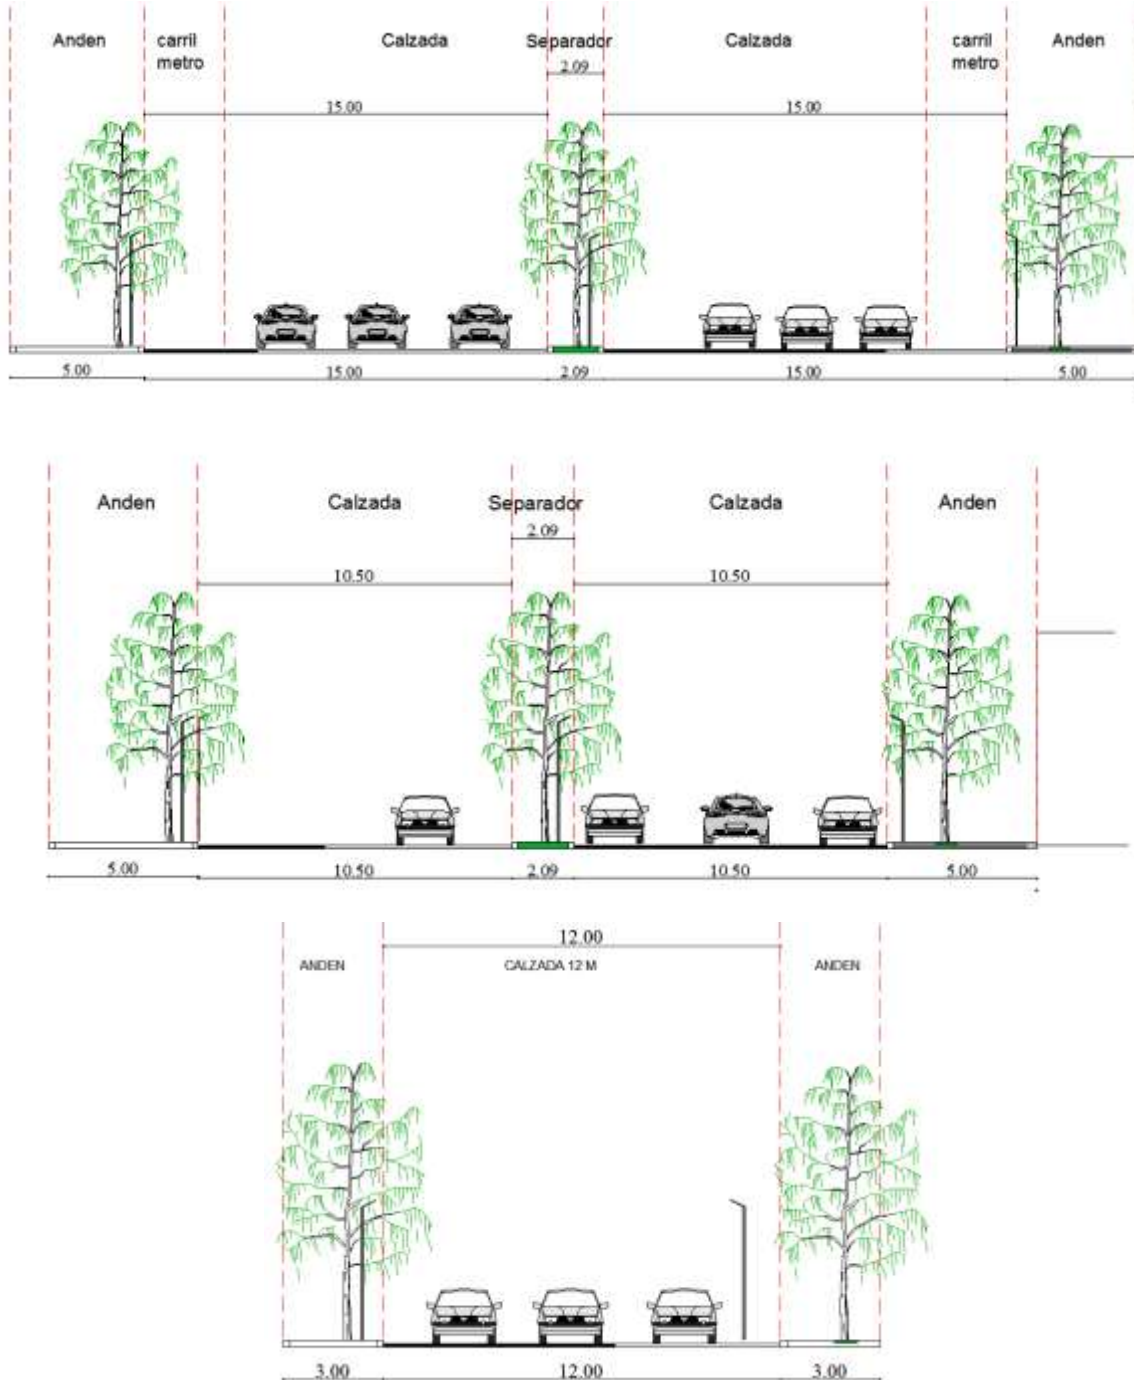 Anden carril metro Calzada Separador Calzada carril metro Anden
2.09
15.00 15.00
5.00 15.00 2.09 15.00 5.00
Anden Calzada Separador Calzada Anden
2.09
10.50 10.50
5.00 10.50 2.09 10.50 5.00
12.00
ANDEN CALZADA 12 M ANDEN
3.00 12.00 3.00